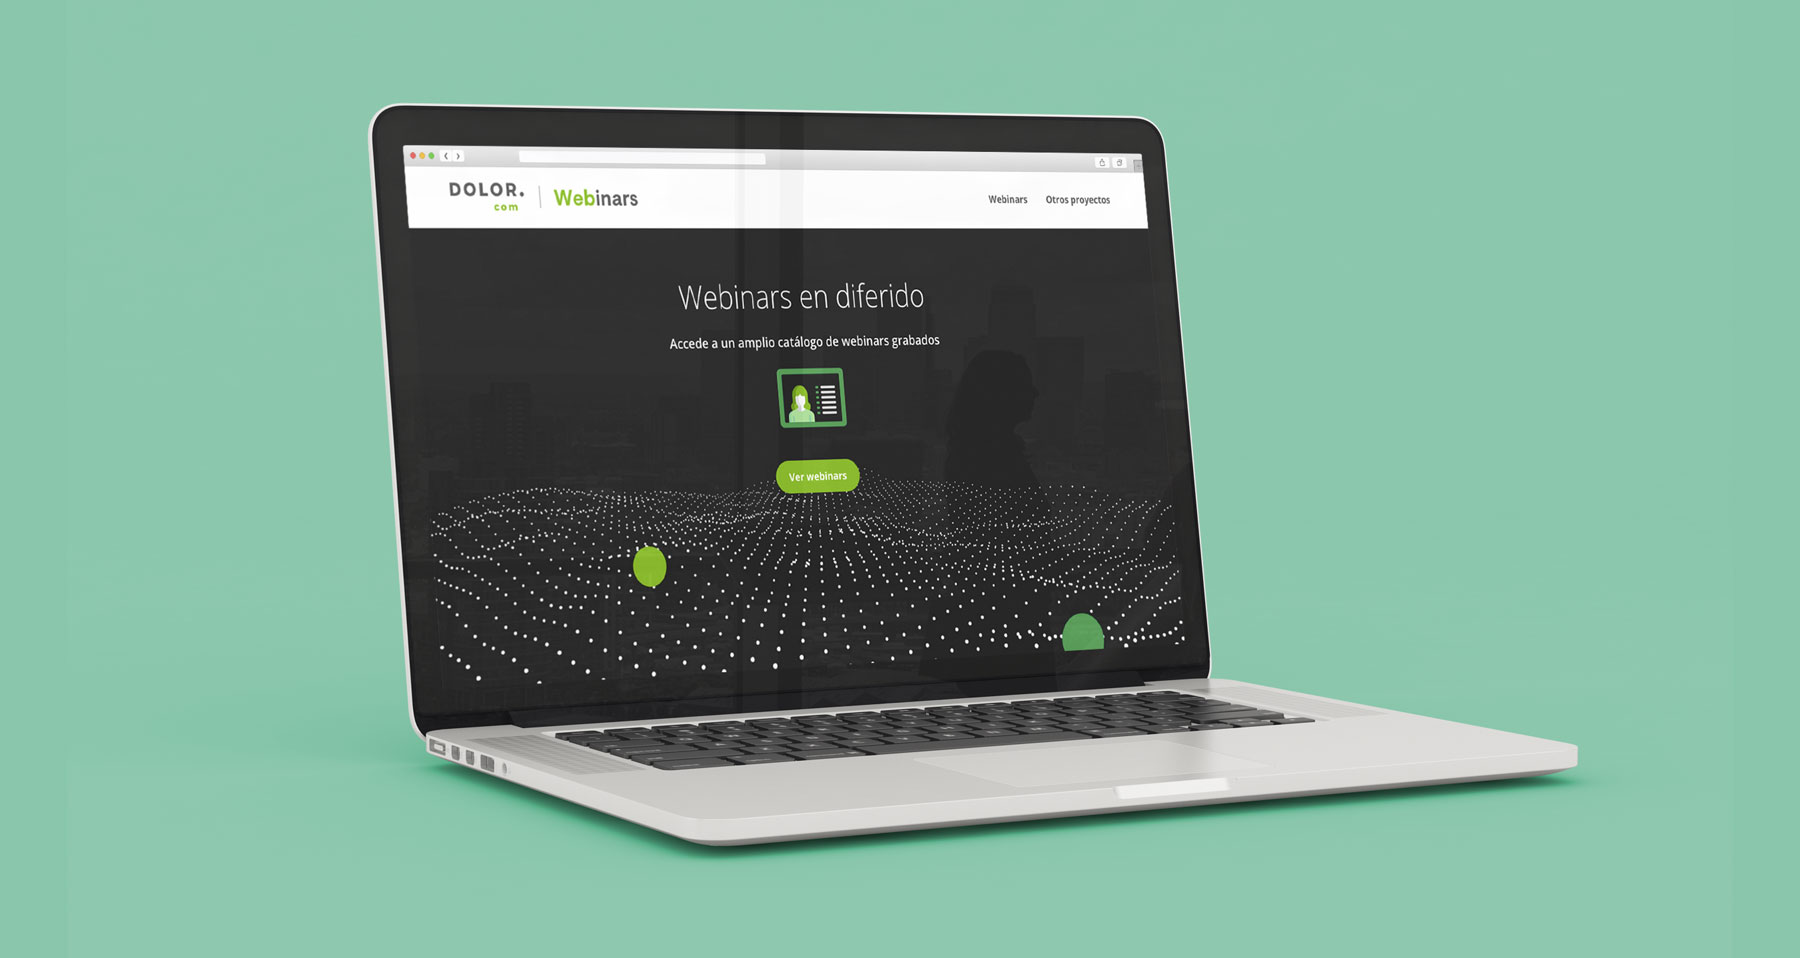 DOLOR.
com
Webinars
Webinars
Otros proyectos
Webinars en diferido
Accede a un amplio catálogo de webinars grabados
Ver webinars